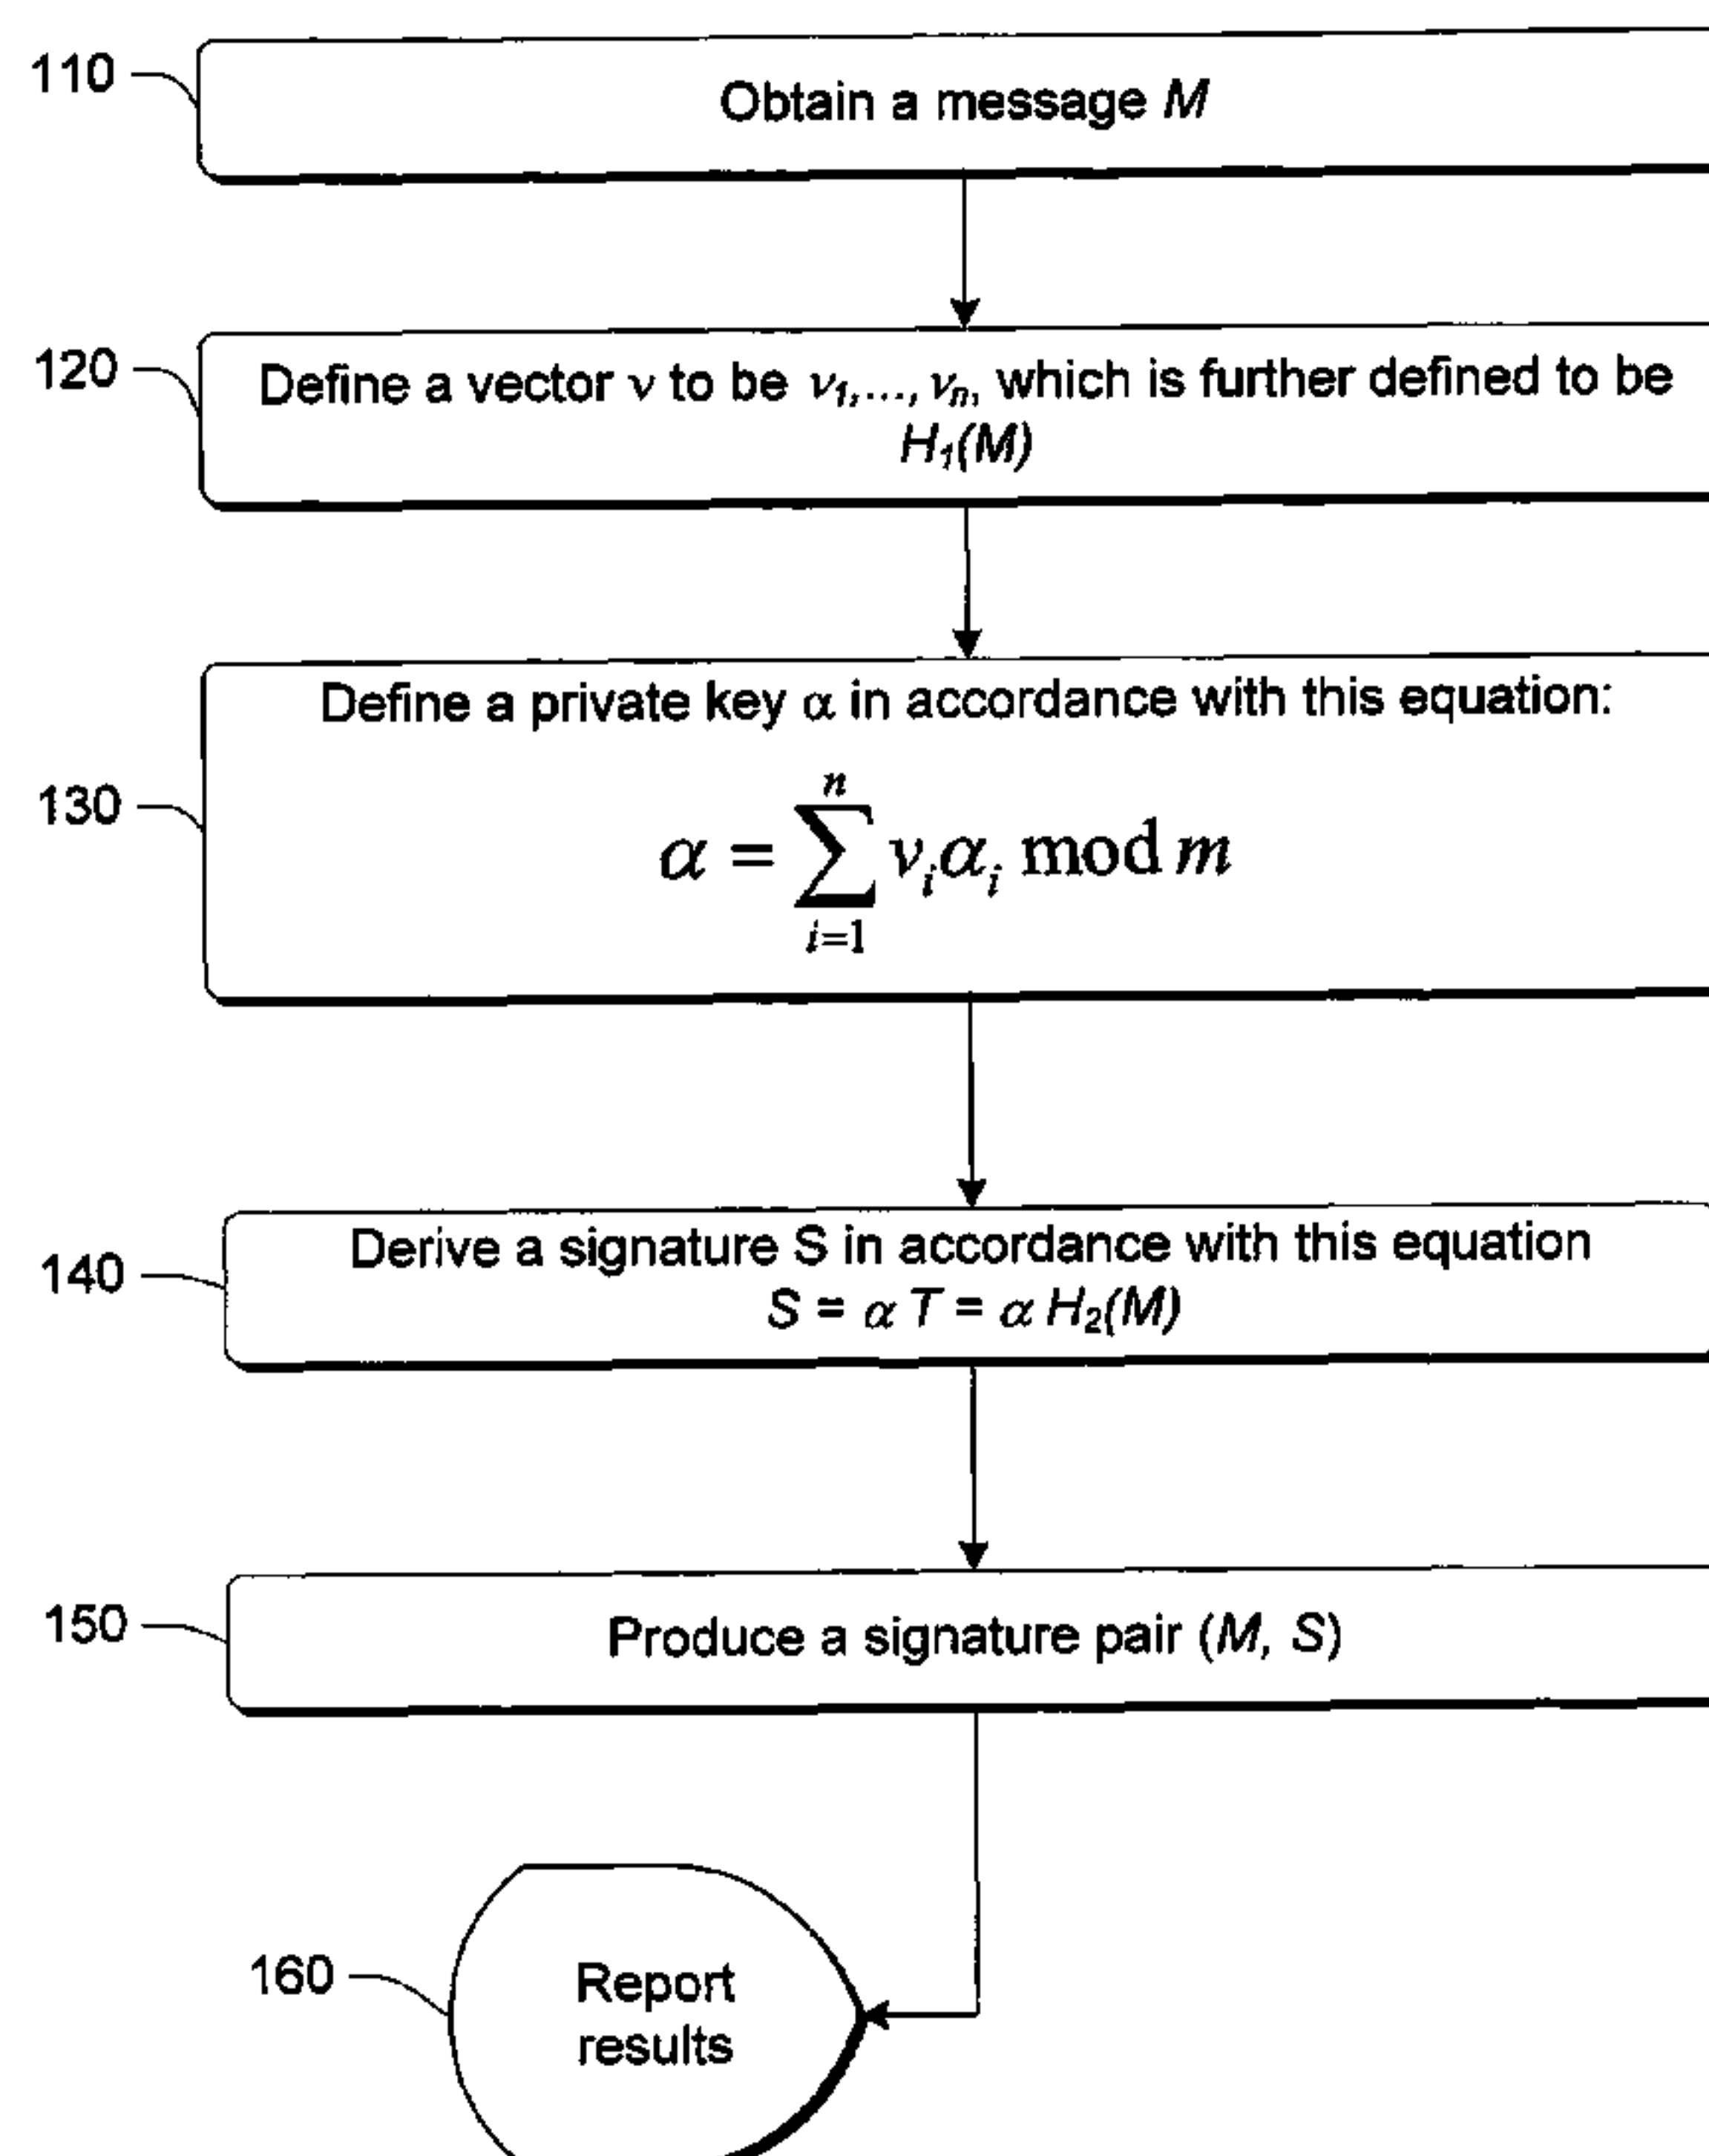 110
Obtain a message M
120
Define a vector v to be v1,..., vn, which is further defined to be
H1(M)
130
Define a private key α in accordance with this equation:
α = ∑ⁿᵢ₌₁ vᵢαᵢ mod m
140
Derive a signature S in accordance with this equation
S = α T = α H2(M)
150
Produce a signature pair (M, S)
160
Report
results